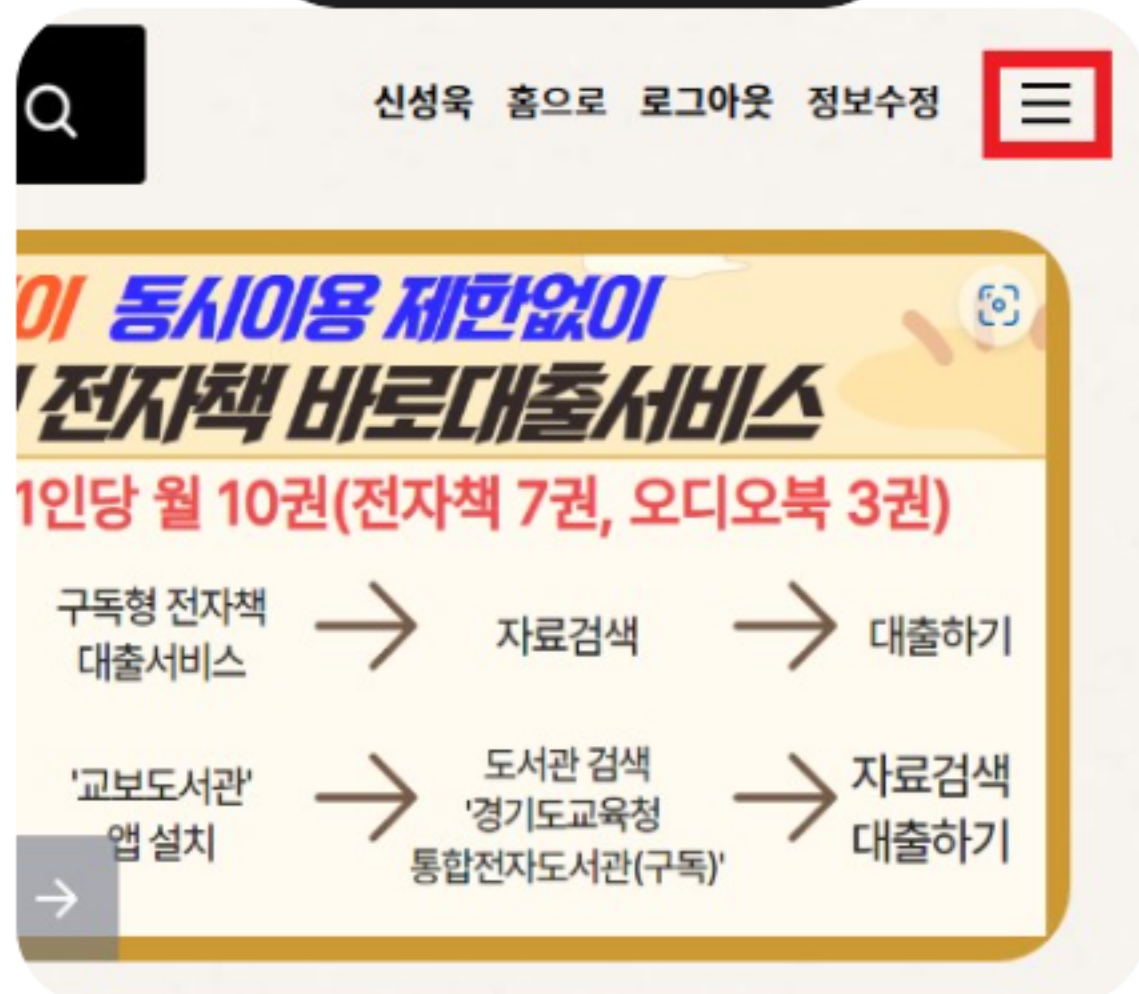 신성욱 홈으로 로그아웃 정보수정
이 동시이용 제한없이
전자책 바로대출서비스
1인당 월 10권(전자책 7권, 오디오북 3권)
구독형 전자책
대출서비스
자료검색
대출하기
'교보도서관'
앱 설치
도서관 검색
'경기도교육청
통합전자도서관(구독)'
자료검색
대출하기